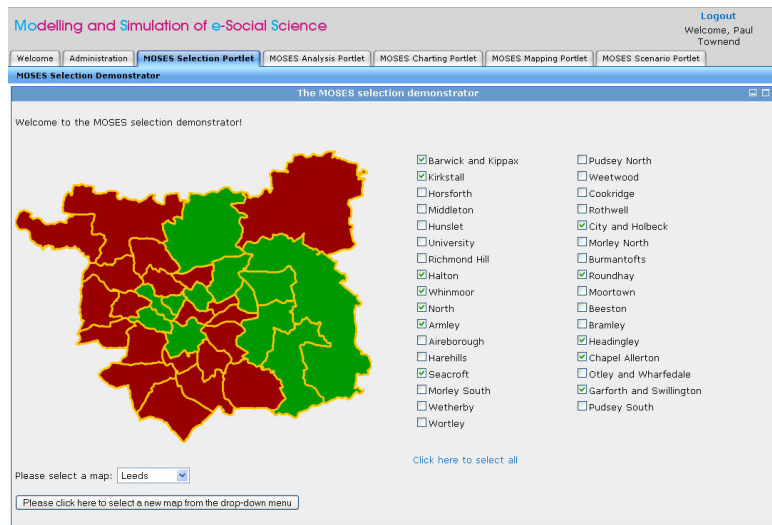 Modelling and Simulation of e-Social Science
Logout
Welcome, Paul
Townend
Welcome
Administration
MOSES Selection Portlet
MOSES Analysis Portlet
MOSES Charting Portlet
MOSES Mapping Portlet
MOSES Scenario Portlet
MOSES Selection Demonstrator
The MOSES selection demonstrator
Welcome to the MOSES selection demonstrator!
Barwick and Kippax
Kirkstall
Horsforth
Middleton
Hunslet
University
Richmond Hill
Halton
Whinmoor
North
Armley
Aireborough
Harehills
Seacroft
Morley South
Wetherby
Wortley
Pudsey North
Weetwood
Cookridge
Rothwell
City and Holbeck
Morley North
Burmantofts
Roundhay
Moortown
Beeston
Bramley
Headingley
Chapel Allerton
Otley and Wharfedale
Garforth and Swillington
Pudsey South
Click here to select all
Please select a map: Leeds
Please click here to select a new map from the drop-down menu